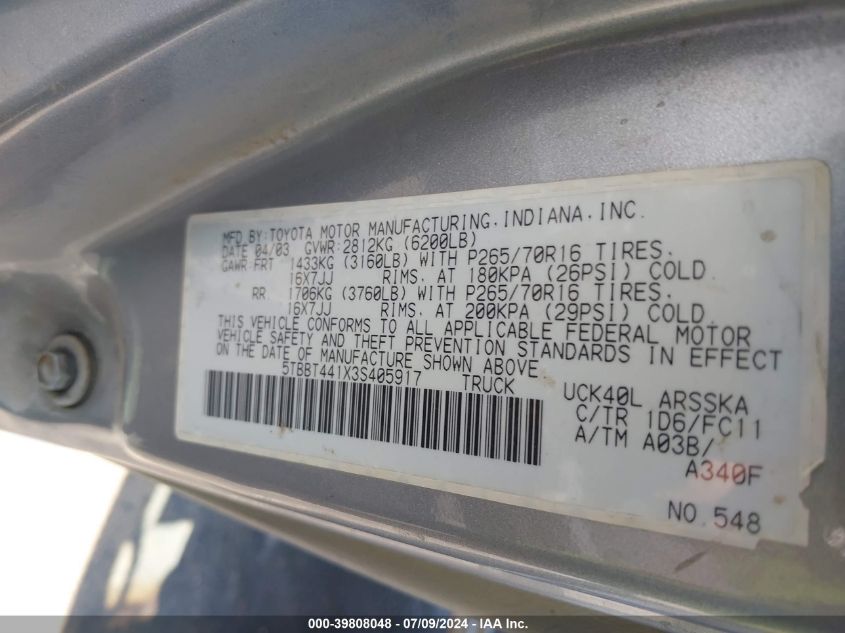 MFD.BY:TOYOTA MOTOR MANUFACTURING.INDIANA.INC.
DATE 04/03 GVWR:2812KG (6200LB)
GAWR:FRT 1433KG (3160LB) WITH P265/70R16 TIRES.
16X7JJ RIMS. AT 180KPA (26PSI) COLD.
RR 1706KG (3760LB) WITH P265/70R16 TIRES.
16X7JJ RIMS. AT 200KPA (29PSI) COLD.
THIS VEHICLE CONFORMS TO ALL APPLICABLE FEDERAL MOTOR
VEHICLE SAFETY AND THEFT PREVENTION STANDARDS IN EFFECT
ON THE DATE OF MANUFACTURE SHOWN ABOVE.
5TBBT441X3S405917 TRUCK
UCK40L ARSSKA
C/TR 1D6/FC11
A/TM A03B/
A340F
NO.548
000-39808048 - 07/09/2024 - IAA Inc.